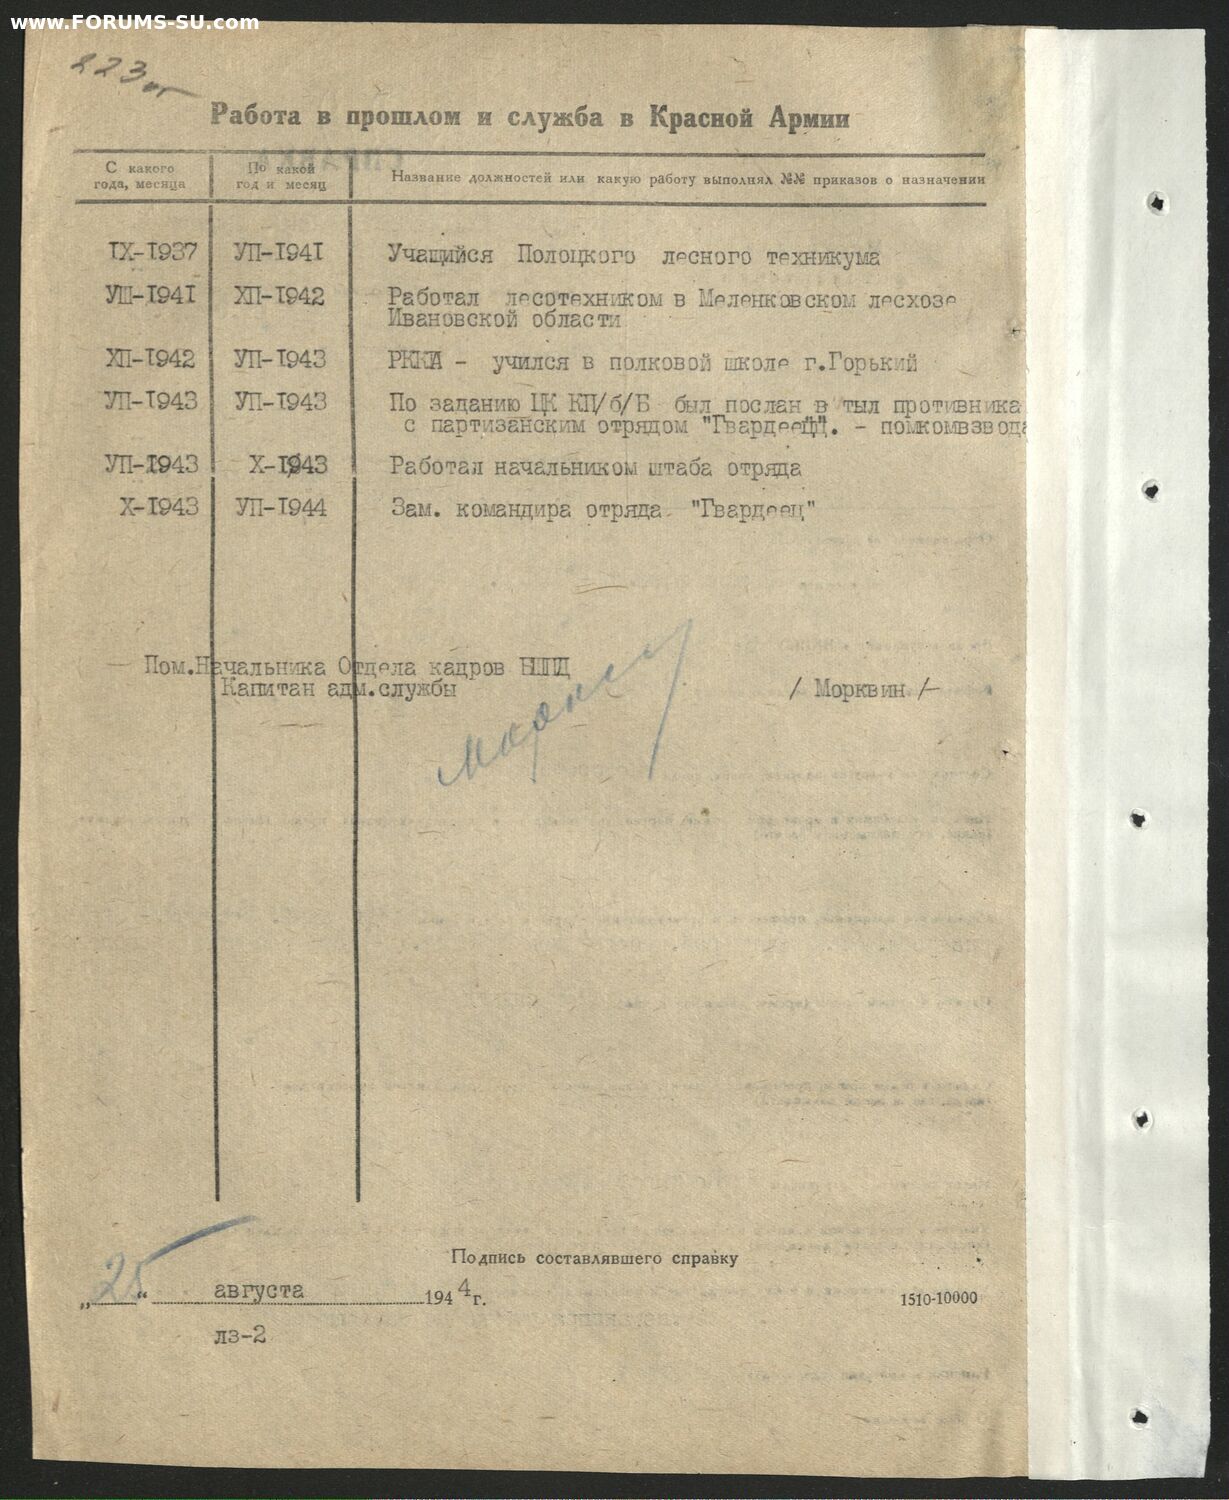 www.FORUMS-SU.com
223
Работа в прошлом и служба в Красной Армии
С какого года, месяца
По какой год и месяц
Название должностей или какую работу выполнял №№ приказов о назначении
IX-1937 УП-1941 Учащийся Полоцкого лесного техникума
УШ-1941 ХП-1942 Работал лесотехником в Меленковском лесхозе
Ивановской области
ХП-1942 УП-1943 РККА - учился в полковой школе г.Горький
УП-1943 УП-1943 По заданию ЦК КП/б/Б был послан в тыл противника
с партизанским отрядом "Гвардеец". - помкомвзвода
УП-1943 X-1943 Работал начальником штаба отряда
X-1943 УП-1944 Зам. командира отряда "Гвардеец"
Пом.Начальника Отдела кадров БШПД
Капитан адм.службы / Морквин /-
Подпись составлявшего справку
„25“ августа 1944г.
1510-10000
лз-2